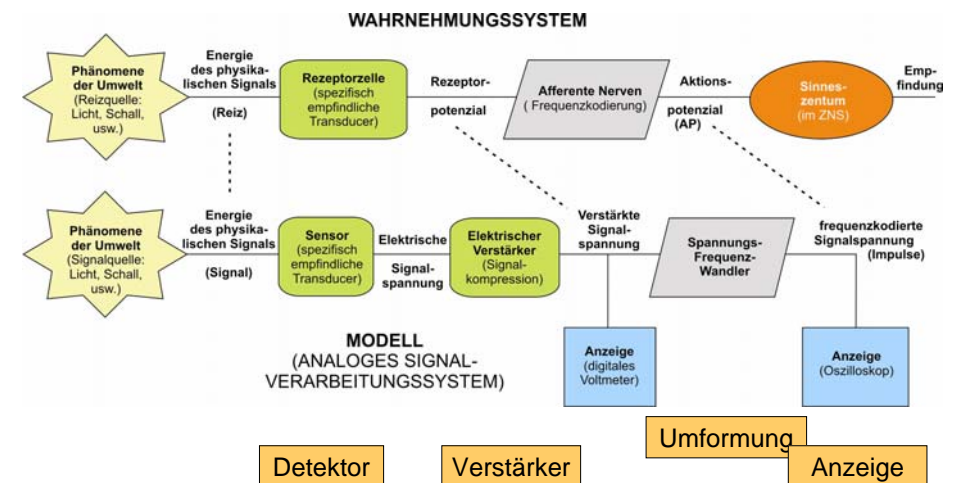 WAHRNEHMUNGSSYSTEM
Phänomene
der Umwelt
(Reizquelle:
Licht, Schall,
usw.)
Energie
des physika-
lischen Signals
(Reiz)
Rezeptorzelle
(spezifisch
empfindliche
Transducer)
Rezeptor-
potenzial
Afferente Nerven
( Frequenzkodierung)
Aktions-
potenzial
(AP)
Sinnes-
zentum
(im ZNS)
Emp-
findung
Phänomene
der Umwelt
(Signalquelle:
Licht, Schall,
usw.)
Energie
des physika-
lischen Signals
(Signal)
Sensor
(spezifisch
empfindliche
Transducer)
Elektrische
Signal-
spannung
Elektrischer
Verstärker
(Signal-
kompression)
Verstärkte
Signal-
spannung
Spannungs-
Frequenz-
Wandler
frequenzkodierte
Signalspannung
(Impulse)
MODELL
(ANALOGES SIGNAL-
VERARBEITUNGSSYSTEM)
Anzeige
(digitales
Voltmeter)
Anzeige
(Oszilloskop)
Detektor
Verstärker
Umformung
Anzeige